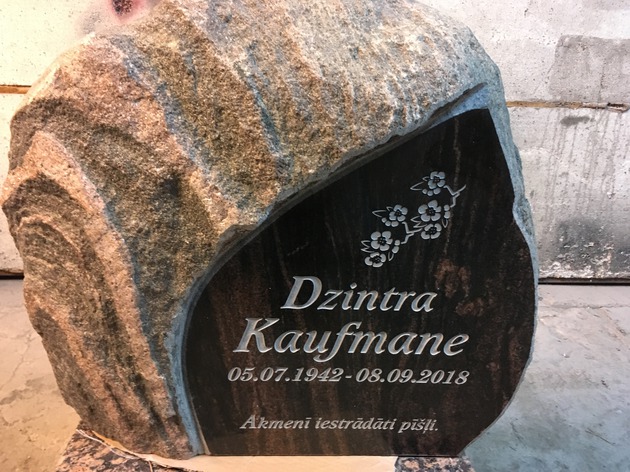 Dzintra
Kaufmane
05.07.1942-08.09.2018
Akmenī iestrādāti pīšļi.